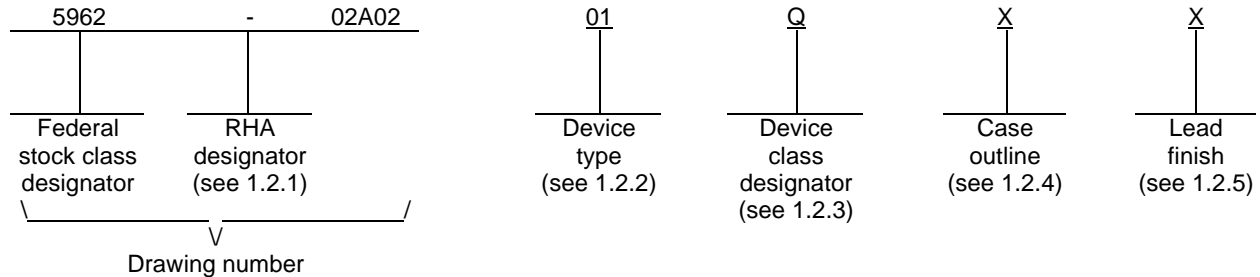 5962 - 02A02 01 Q X X
Federal stock class designator
RHA designator (see 1.2.1)
Device type (see 1.2.2)
Device class designator (see 1.2.3)
Case outline (see 1.2.4)
Lead finish (see 1.2.5)
\ /
\/
Drawing number